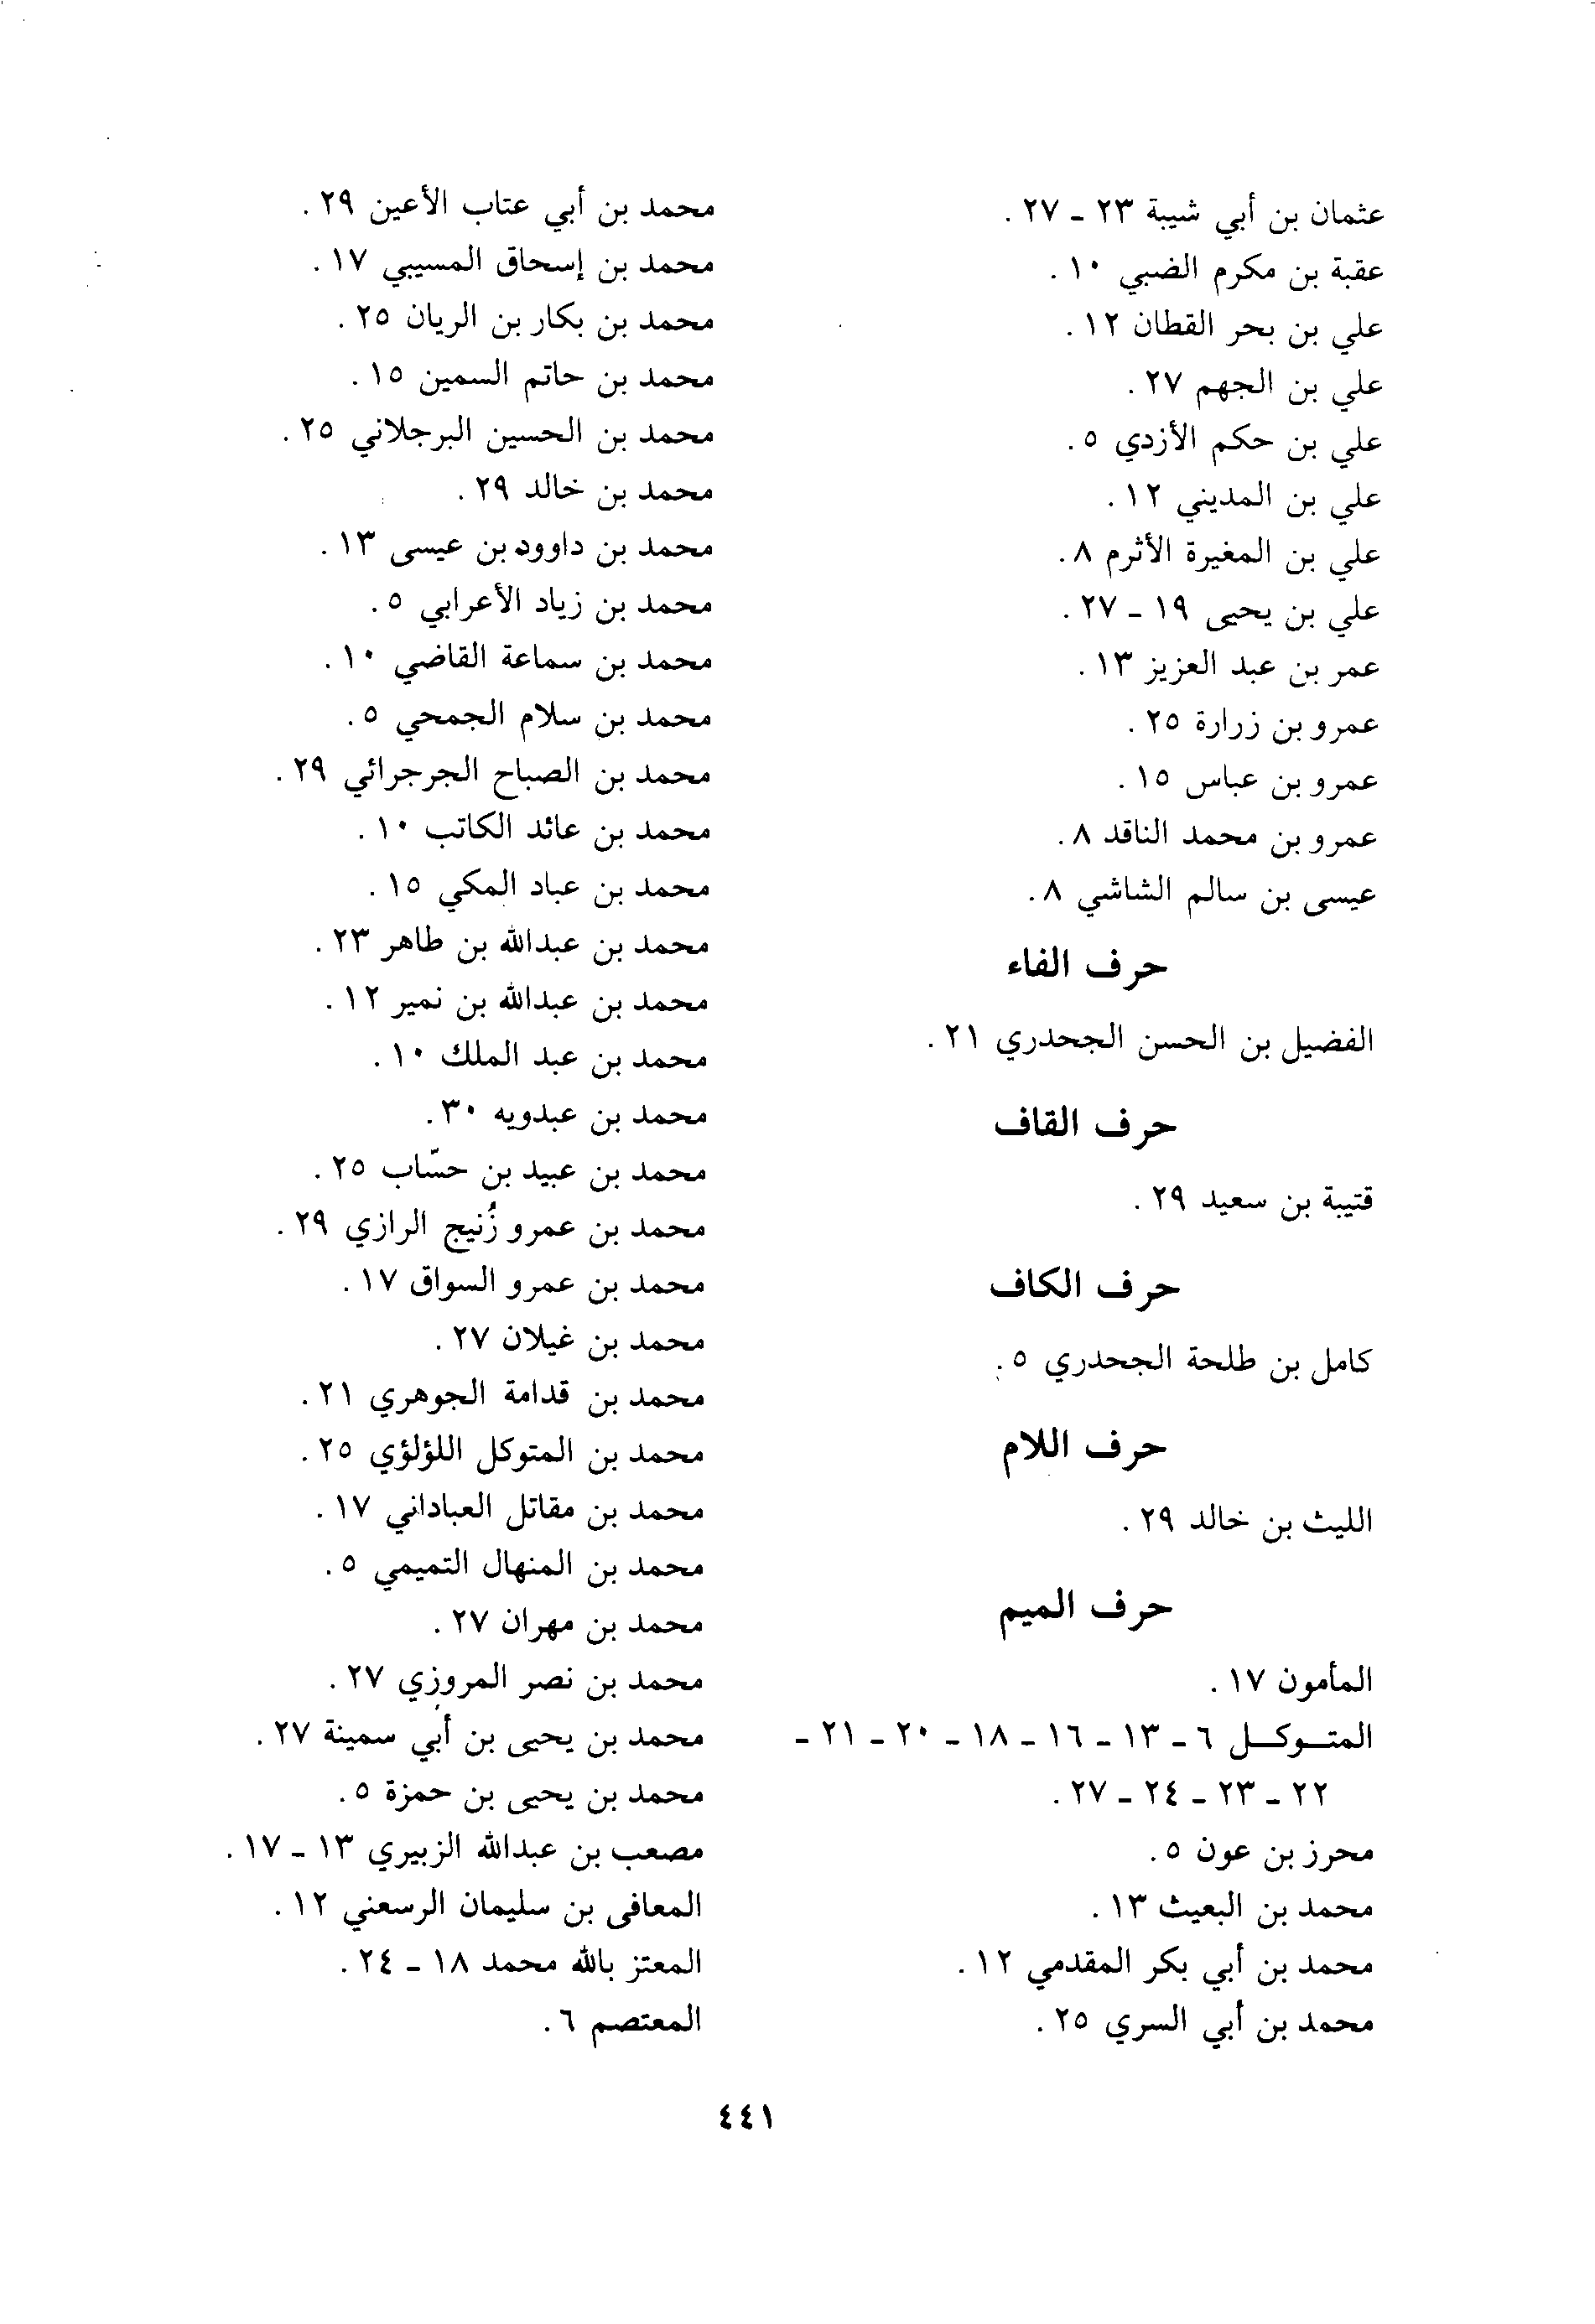 عثمان بن أبي شيبة ٢٣ - ٢٧ .
عقبة بن مكرم الضبي ١٠ .
علي بن بحر القطان ١٢ .
علي بن الجهم ٢٧ .
علي بن حكم الأزدي ٥ .
علي بن المديني ١٢ .
علي بن المغيرة الأثرم ٨ .
علي بن يحيى ١٩ - ٢٧ .
عمر بن عبد العزيز ١٣ .
عمرو بن زرارة ٢٥ .
عمرو بن عباس ١٥ .
عمرو بن محمد الناقد ٨ .
عيسى بن سالم الشاشي ٨ .
حرف الفاء
الفضيل بن الحسن الجحدري ٢١ .
حرف القاف
قتيبة بن سعيد ٢٩ .
حرف الكاف
كامل بن طلحة الجحدري ٥ .
حرف اللام
الليث بن خالد ٢٩ .
حرف الميم
المأمون ١٧ .
المتـوكـل ٦ - ١٣ - ١٦ - ١٨ - ٢٠ - ٢١ -
٢٢ - ٢٣ - ٢٤ - ٢٧ .
محرز بن عون ٥ .
محمد بن البعيث ١٣ .
محمد بن أبي بكر المقدمي ١٢ .
محمد بن أبي السري ٢٥ .
محمد بن أبي عتاب الأعين ٢٩ .
محمد بن إسحاق المسيبي ١٧ .
محمد بن بكار بن الريان ٢٥ .
محمد بن حاتم السمين ١٥ .
محمد بن الحسين البرجلاني ٢٥ .
محمد بن خالد ٢٩ .
محمد بن داوود بن عيسى ١٣ .
محمد بن زياد الأعرابي ٥ .
محمد بن سماعة القاضي ١٠ .
محمد بن سلام الجمحي ٥ .
محمد بن الصباح الجرجرائي ٢٩ .
محمد بن عائد الكاتب ١٠ .
محمد بن عباد المكي ١٥ .
محمد بن عبدالله بن طاهر ٢٣ .
محمد بن عبدالله بن نمير ١٢ .
محمد بن عبد الملك ١٠ .
محمد بن عبدويه ٣٠ .
محمد بن عبيد بن حسّاب ٢٥ .
محمد بن عمرو زُنيج الرازي ٢٩ .
محمد بن عمرو السواق ١٧ .
محمد بن غيلان ٢٧ .
محمد بن قدامة الجوهري ٢١ .
محمد بن المتوكل اللؤلؤي ٢٥ .
محمد بن مقاتل العباداني ١٧ .
محمد بن المنهال التميمي ٥ .
محمد بن مهران ٢٧ .
محمد بن نصر المروزي ٢٧ .
محمد بن يحيى بن أبي سمينة ٢٧ .
محمد بن يحيى بن حمزة ٥ .
مصعب بن عبدالله الزبيري ١٣ - ١٧ .
المعافى بن سليمان الرسعني ١٢ .
المعتز بالله محمد ١٨ - ٢٤ .
المعتصم ٦ .
٤٤١